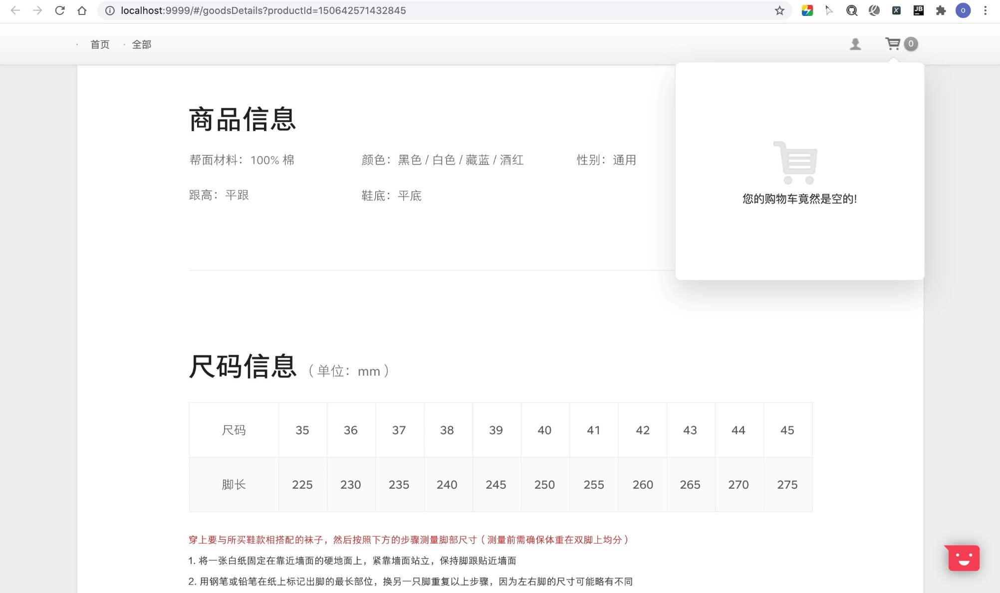 localhost:9999/#/goodsDetails?productId=150642571432845
JB
o
· 首页 · 全部
0
商品信息
帮面材料：100% 棉 颜色：黑色 / 白色 / 藏蓝 / 酒红 性别：通用
跟高：平跟 鞋底：平底
您的购物车竟然是空的!
尺码信息（单位：mm）
尺码 35 36 37 38 39 40 41 42 43 44 45
脚长 225 230 235 240 245 250 255 260 265 270 275
穿上要与所买鞋款相搭配的袜子，然后按照下方的步骤测量脚部尺寸（测量前需确保体重在双脚上均分）
1. 将一张白纸固定在靠近墙面的硬地面上，紧靠墙面站立，保持脚跟贴近墙面
2. 用钢笔或铅笔在纸上标记出脚的最长部位，换另一只脚重复以上步骤，因为左右脚的尺寸可能略有不同